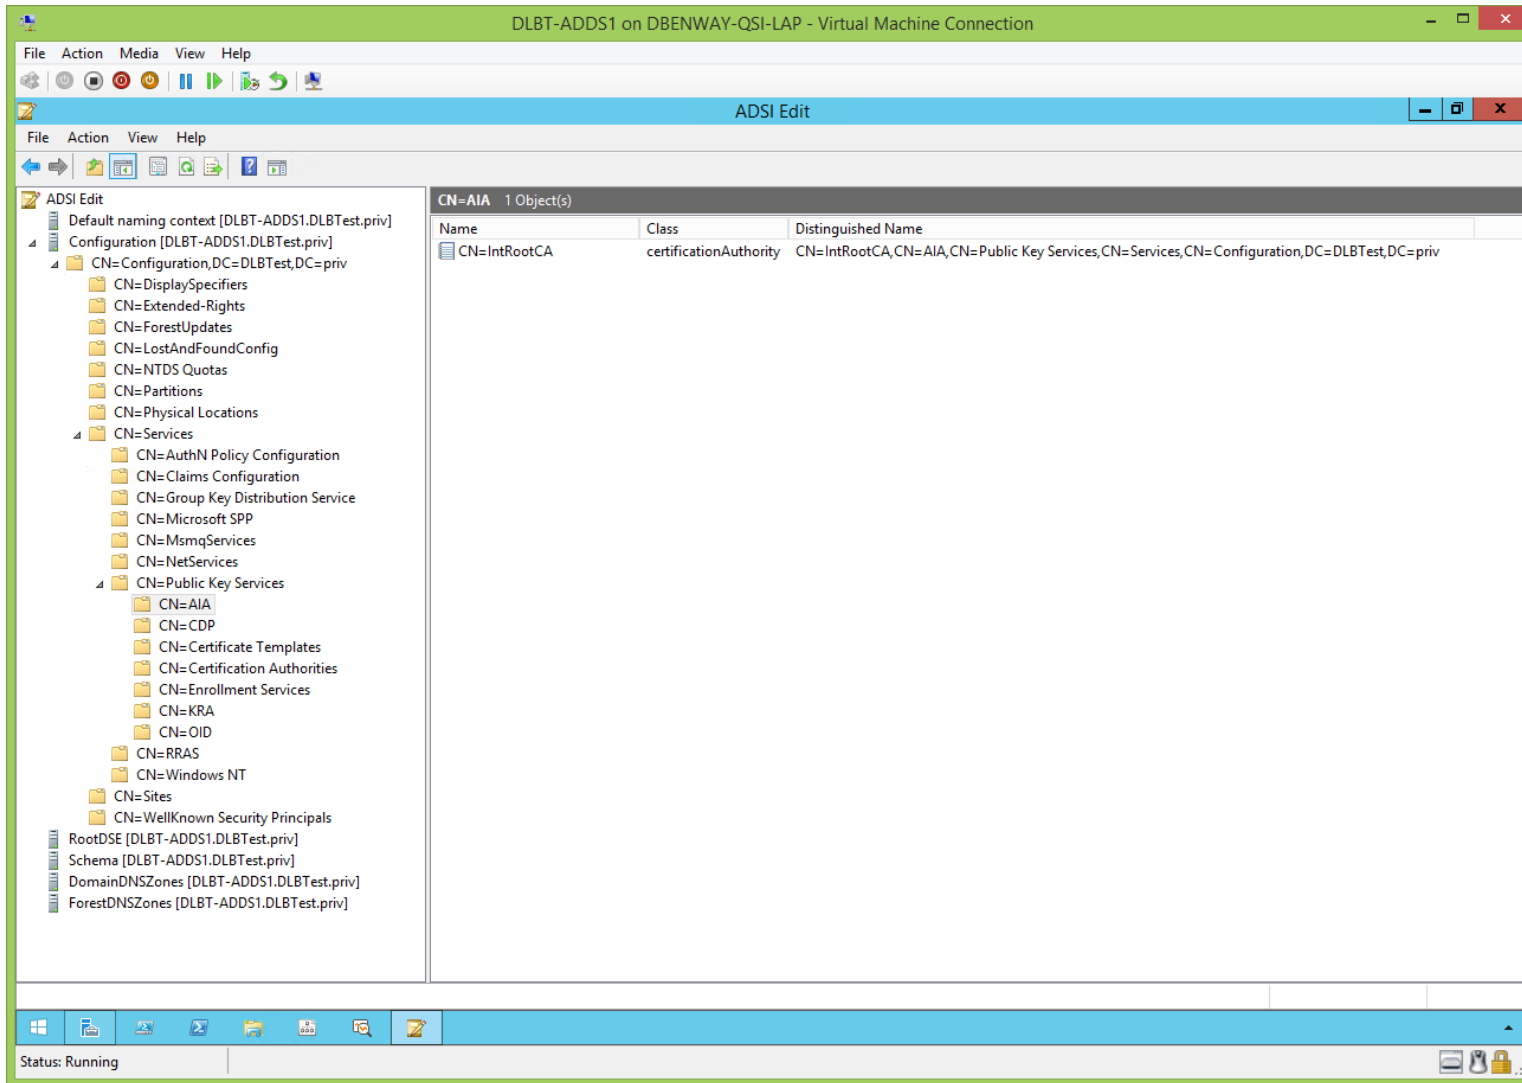 DLBT-ADDS1 on DBENWAY-QSI-LAP - Virtual Machine Connection
File Action Media View Help
ADSI Edit
File Action View Help
ADSI Edit
Default naming context [DLBT-ADDS1.DLBTest.priv]
Configuration [DLBT-ADDS1.DLBTest.priv]
CN=Configuration,DC=DLBTest,DC=priv
CN=DisplaySpecifiers
CN=Extended-Rights
CN=ForestUpdates
CN=LostAndFoundConfig
CN=NTDS Quotas
CN=Partitions
CN=Physical Locations
CN=Services
CN=AuthN Policy Configuration
CN=Claims Configuration
CN=Group Key Distribution Service
CN=Microsoft SPP
CN=MsmqServices
CN=NetServices
CN=Public Key Services
CN=AIA
CN=CDP
CN=Certificate Templates
CN=Certification Authorities
CN=Enrollment Services
CN=KRA
CN=OID
CN=RRAS
CN=Windows NT
CN=Sites
CN=WellKnown Security Principals
RootDSE [DLBT-ADDS1.DLBTest.priv]
Schema [DLBT-ADDS1.DLBTest.priv]
DomainDNSZones [DLBT-ADDS1.DLBTest.priv]
ForestDNSZones [DLBT-ADDS1.DLBTest.priv]
CN=AIA 1 Object(s)
Name Class Distinguished Name
CN=IntRootCA certificationAuthority CN=IntRootCA,CN=AIA,CN=Public Key Services,CN=Services,CN=Configuration,DC=DLBTest,DC=priv
Status: Running